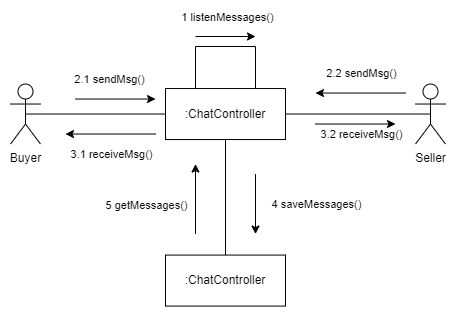 1 listenMessages()
2.1 sendMsg()
2.2 sendMsg()
:ChatController
3.2 receiveMsg()
Buyer
3.1 receiveMsg()
Seller
5 getMessages()
4 saveMessages()
:ChatController